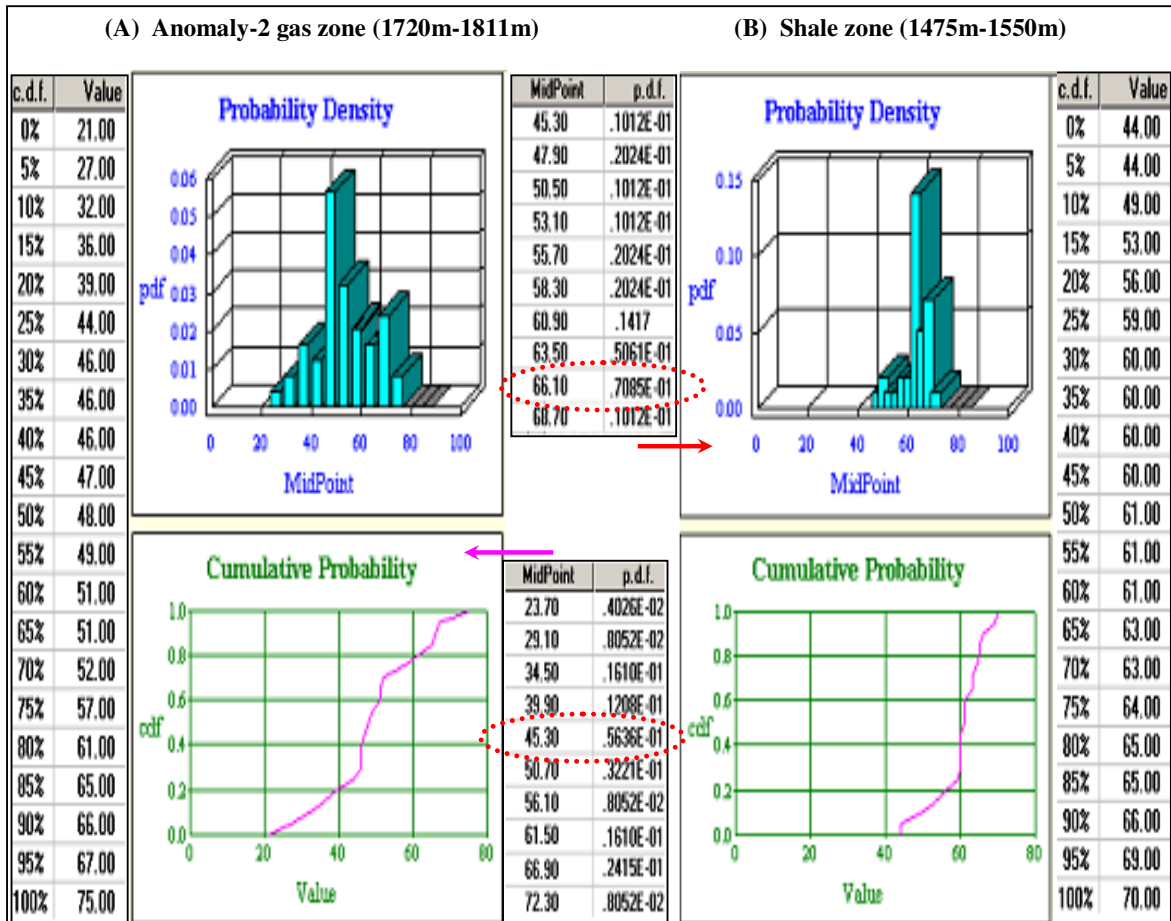 (A) Anomaly-2 gas zone (1720m-1811m)
(B) Shale zone (1475m-1550m)
c.d.f. Value
0% 21.00
5% 27.00
10% 32.00
15% 36.00
20% 39.00
25% 44.00
30% 46.00
35% 46.00
40% 46.00
45% 47.00
50% 48.00
55% 49.00
60% 51.00
65% 51.00
70% 52.00
75% 57.00
80% 61.00
85% 65.00
90% 66.00
95% 67.00
100% 75.00
Probability Density
pdf
0.06
0.05
0.04
0.03
0.02
0.01
0.00
0 20 40 60 80 100
MidPoint
Cumulative Probability
cdf
1.0
0.8
0.6
0.4
0.2
0.0
0 20 40 60 80
Value
MidPoint p.d.f.
45.30 .1012E-01
47.90 .2024E-01
50.50 .1012E-01
53.10 .1012E-01
55.70 .2024E-01
58.30 .2024E-01
60.90 .1417
63.50 .5061E-01
66.10 .7085E-01
68.70 .1012E-01
MidPoint p.d.f.
23.70 .4026E-02
29.10 .8052E-02
34.50 .1610E-01
39.90 .1208E-01
45.30 .5636E-01
50.70 .3221E-01
56.10 .8052E-02
61.50 .1610E-01
66.90 .2415E-01
72.30 .8052E-02
Probability Density
pdf
0.15
0.10
0.05
0.00
0 20 40 60 80 100
MidPoint
Cumulative Probability
cdf
1.0
0.8
0.6
0.4
0.2
0.0
0 20 40 60 80
Value
c.d.f. Value
0% 44.00
5% 44.00
10% 49.00
15% 53.00
20% 56.00
25% 59.00
30% 60.00
35% 60.00
40% 60.00
45% 60.00
50% 61.00
55% 61.00
60% 61.00
65% 63.00
70% 63.00
75% 64.00
80% 65.00
85% 65.00
90% 66.00
95% 69.00
100% 70.00